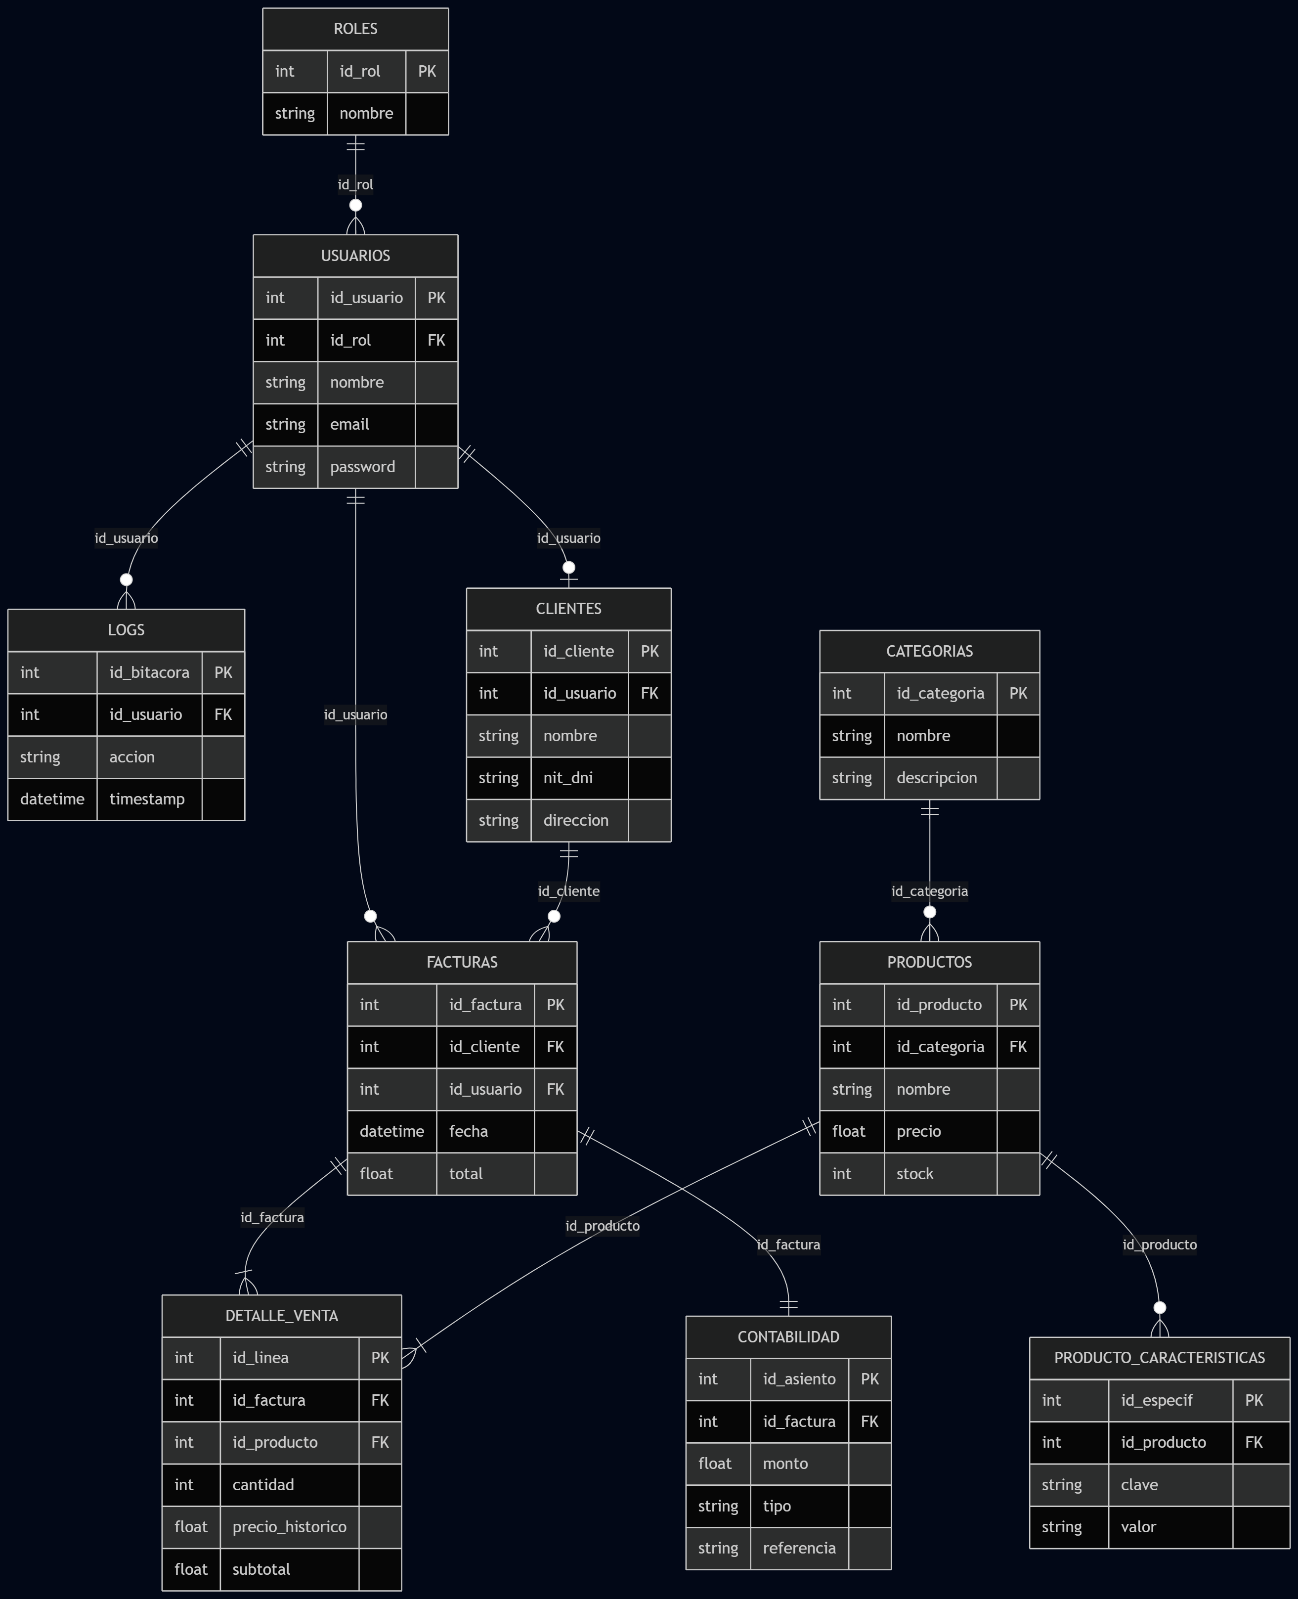 ROLES
int id_rol PK
string nombre
id_rol
USUARIOS
int id_usuario PK
int id_rol FK
string nombre
string email
string password
id_usuario
id_usuario
LOGS
int id_bitacora PK
int id_usuario FK
string accion
datetime timestamp
id_usuario
CLIENTES
int id_cliente PK
int id_usuario FK
string nombre
string nit_dni
string direccion
CATEGORIAS
int id_categoria PK
string nombre
string descripcion
id_cliente
id_categoria
FACTURAS
int id_factura PK
int id_cliente FK
int id_usuario FK
datetime fecha
float total
PRODUCTOS
int id_producto PK
int id_categoria FK
string nombre
float precio
int stock
id_factura
id_producto
id_factura
id_producto
DETALLE_VENTA
int id_linea PK
int id_factura FK
int id_producto FK
int cantidad
float precio_historico
float subtotal
CONTABILIDAD
int id_asiento PK
int id_factura FK
float monto
string tipo
string referencia
PRODUCTO_CARACTERISTICAS
int id_especif PK
int id_producto FK
string clave
string valor